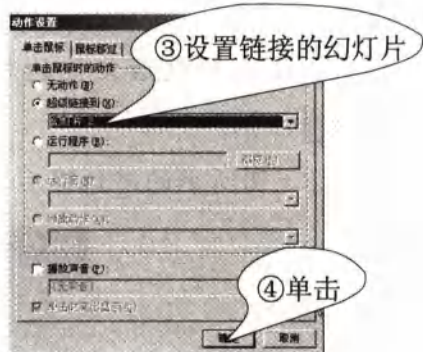 动作设置
单击鼠标 鼠标移过
单击鼠标时的动作
无动作(N)
超级链接到(H):
运行程序(R):
播放声音(P):
[无声音]
取消
③设置链接的幻灯片
④单击